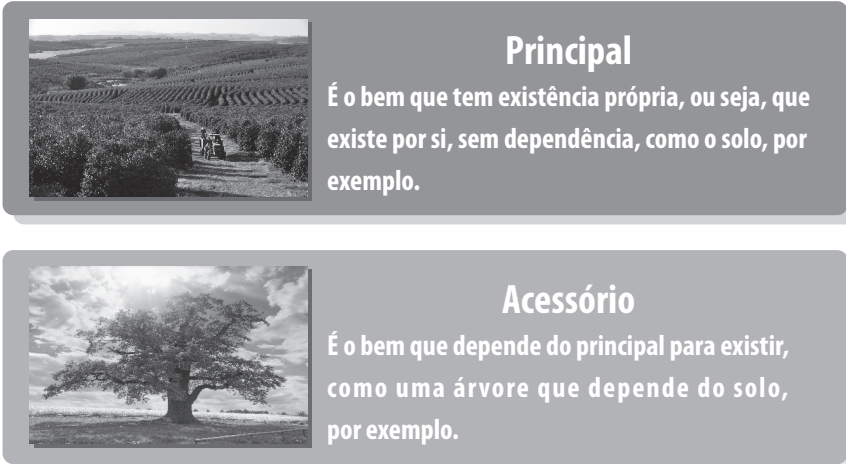 Principal
É o bem que tem existência própria, ou seja, que
existe por si, sem dependência, como o solo, por
exemplo.
Acessório
É o bem que depende do principal para existir,
como uma árvore que depende do solo,
por exemplo.